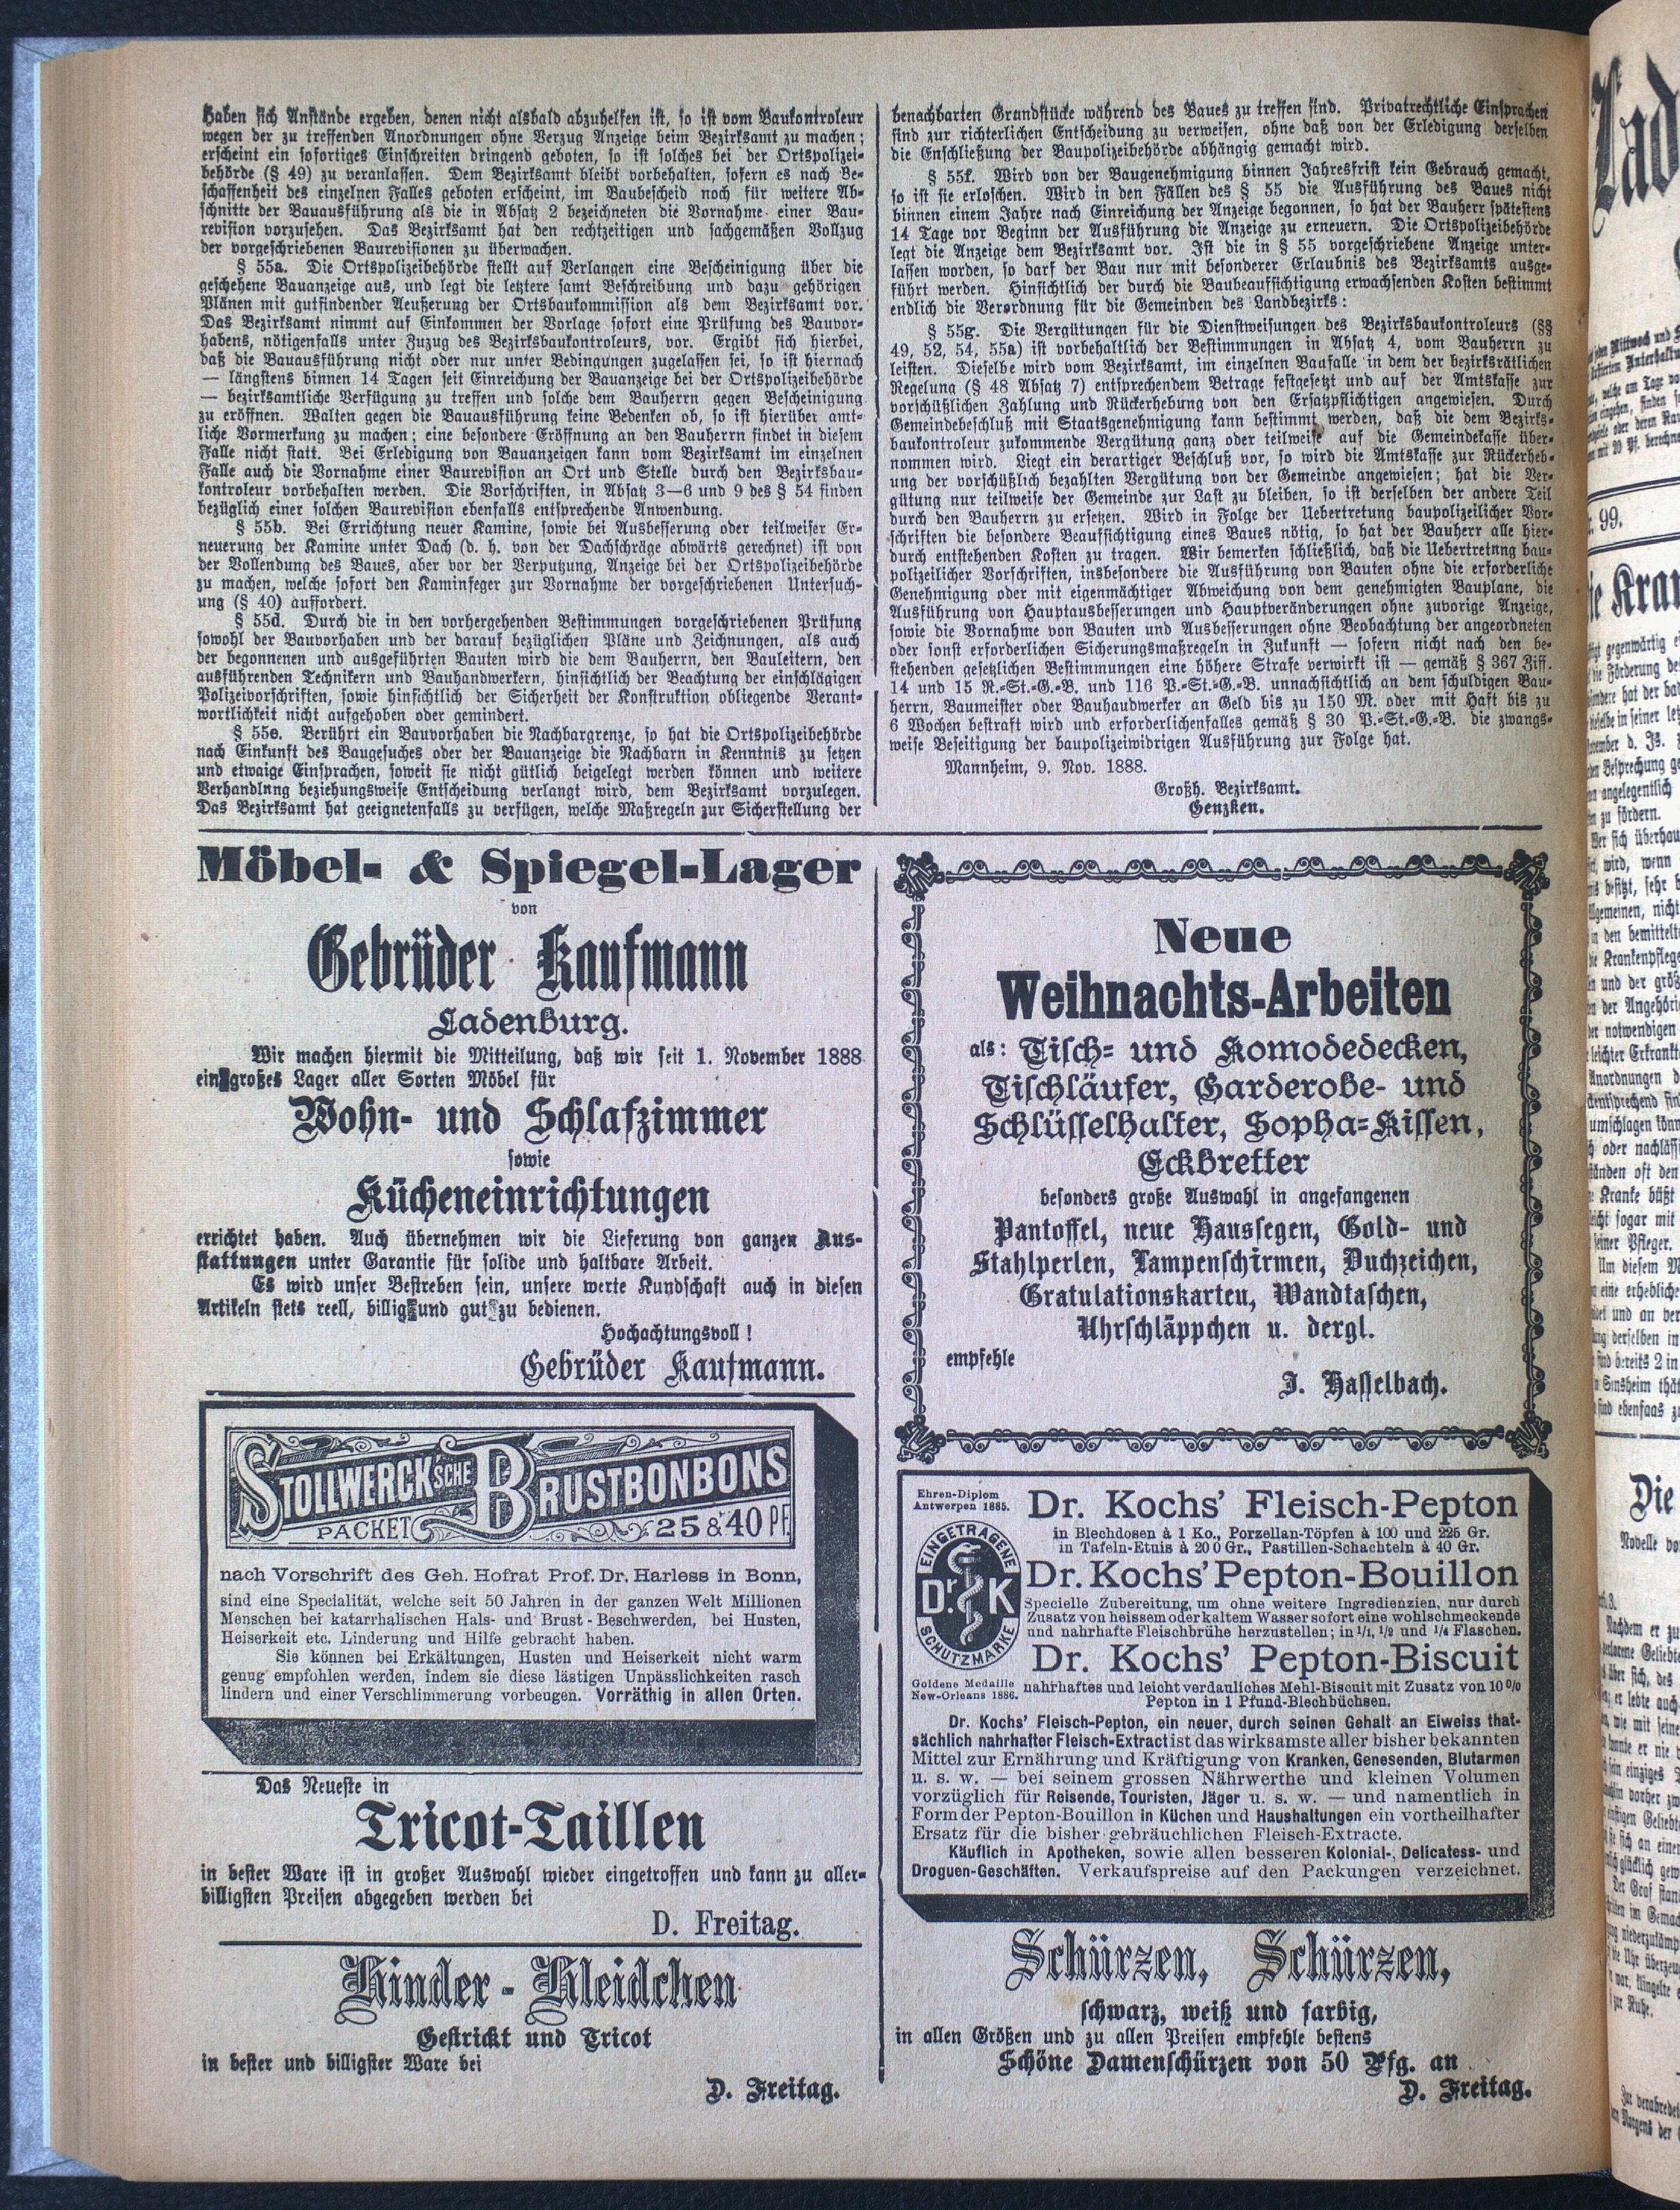 Haben sich Anstände ergeben, denen nicht alsbald abzuhelfen ist, so ist vom Baukontroleur
wegen der zu treffenden Anordnungen ohne Verzug Anzeige beim Bezirksamt zu machen;
erscheint ein sofortiges Einschreiten dringend geboten, so ist solches bei der Ortspolizei-
behörde (§ 49) zu veranlassen. Dem Bezirksamt bleibt vorbehalten, sofern es nach Be-
schaffenheit des einzelnen Falles geboten erscheint, im Baubescheid noch für weitere Ab-
schnitte der Bauausführung als die in Absatz 2 bezeichneten die Vornahme einer Bau-
revision vorzusehen. Das Bezirksamt hat den rechtzeitigen und sachgemäßen Vollzug
der vorgeschriebenen Baurevisionen zu überwachen.
§ 55a. Die Ortspolizeibehörde stellt auf Verlangen eine Bescheinigung über die
geschehene Bauanzeige aus, und legt die letztere samt Beschreibung und dazu gehörigen
Plänen mit gutfindender Aeußerung der Ortsbaukommission als dem Bezirksamt vor.
Das Bezirksamt nimmt auf Einkommen der Vorlage sofort eine Prüfung des Bauvor-
habens, nötigenfalls unter Zuzug des Bezirksbaukontroleurs, vor. Ergibt sich hierbei,
daß die Bauausführung nicht oder nur unter Bedingungen zugelassen sei, so ist hiernach
— längstens binnen 14 Tagen seit Einreichung der Bauanzeige bei der Ortspolizeibehörde
— bezirksamtliche Verfügung zu treffen und solche dem Bauherrn gegen Bescheinigung
zu eröffnen. Walten gegen die Bauausführung keine Bedenken ob, so ist hierüber amt-
liche Vormerkung zu machen; eine besondere Eröffnung an den Bauherrn findet in diesem
Falle nicht statt. Bei Erledigung von Bauanzeigen kann vom Bezirksamt im einzelnen
Falle auch die Vornahme einer Baurevision an Ort und Stelle durch den Bezirksbau-
kontroleur vorbehalten werden. Die Vorschriften, in Absatz 3—6 und 9 des § 54 finden
bezüglich einer solchen Baurevision ebenfalls entsprechende Anwendung.
§ 55b. Bei Errichtung neuer Kamine, sowie bei Ausbesserung oder teilweiser Er-
neuerung der Kamine unter Dach (d. h. von der Dachschräge abwärts gerechnet) ist von
der Vollendung des Baues, aber vor der Verputzung, Anzeige bei der Ortspolizeibehörde
zu machen, welche sofort den Kaminfeger zur Vornahme der vorgeschriebenen Untersuch-
ung (§ 40) auffordert.
§ 55d. Durch die in den vorhergehenden Bestimmungen vorgeschriebenen Prüfung
sowohl der Bauvorhaben und der darauf bezüglichen Pläne und Zeichnungen, als auch
der begonnenen und ausgeführten Bauten wird die dem Bauherrn, den Bauleitern, den
ausführenden Technikern und Bauhandwerkern, hinsichtlich der Beachtung der einschlägigen
Polizeivorschriften, sowie hinsichtlich der Sicherheit der Konstruktion obliegende Verant-
wortlichkeit nicht aufgehoben oder gemindert.
§ 55e. Berührt ein Bauvorhaben die Nachbargrenze, so hat die Ortspolizeibehörde
nach Einkunft des Baugesuches oder der Bauanzeige die Nachbarn in Kenntnis zu setzen
und etwaige Einsprachen, soweit sie nicht gütlich beigelegt werden können und weitere
Verhandlnng beziehungsweise Entscheidung verlangt wird, dem Bezirksamt vorzulegen.
Das Bezirksamt hat geeignetenfalls zu verfügen, welche Maßregeln zur Sicherstellung der
benachbarten Grundstücke während des Baues zu treffen sind. Privatrechtliche Einsprachen
sind zur richterlichen Entscheidung zu verweisen, ohne daß von der Erledigung derselben
die Enschließung der Baupolizeibehörde abhängig gemacht wird.
§ 55f. Wird von der Baugenehmigung binnen Jahresfrist kein Gebrauch gemacht,
so ist sie erloschen. Wird in den Fällen des § 55 die Ausführung des Baues nicht
binnen einem Jahre nach Einreichung der Anzeige begonnen, so hat der Bauherr spätestens
14 Tage vor Beginn der Ausführung die Anzeige zu erneuern. Die Ortspolizeibehörde
legt die Anzeige dem Bezirksamt vor. Ist die in § 55 vorgeschriebene Anzeige unter-
lassen worden, so darf der Bau nur mit besonderer Erlaubnis des Bezirksamts ausge-
führt werden. Hinsichtlich der durch die Baubeaufsichtigung erwachsenden Kosten bestimmt
endlich die Verordnung für die Gemeinden des Landbezirks:
§ 55g. Die Vergütungen für die Dienstweisungen des Bezirksbaukontroleurs (§§
49, 52, 54, 55a) ist vorbehaltlich der Bestimmungen in Absatz 4, vom Bauherrn zu
leisten. Dieselbe wird vom Bezirksamt, im einzelnen Baufalle in dem der bezirksrätlichen
Regelung (§ 48 Absatz 7) entsprechendem Betrage festgesetzt und auf der Amtskasse zur
vorschüßlichen Zahlung und Rückerhebung von den Ersatzpflichtigen angewiesen. Durch
Gemeindebeschluß mit Staatsgenehmigung kann bestimmt werden, daß die dem Bezirks-
baukontroleur zukommende Vergütung ganz oder teilweise auf die Gemeindekasse über-
nommen wird. Liegt ein derartiger Beschluß vor, so wird die Amtskasse zur Rückerheb-
ung der vorschüßlich bezahlten Vergütung von der Gemeinde angewiesen; hat die Ver-
gütung nur teilweise der Gemeinde zur Last zu bleiben, so ist derselben der andere Teil
durch den Bauherrn zu ersetzen. Wird in Folge der Uebertretung baupolizeilicher Vor-
schriften die besondere Beaufsichtigung eines Baues nötig, so hat der Bauherr alle hier-
durch entstehenden Kosten zu tragen. Wir bemerken schließlich, daß die Uebertretnng bau-
polizeilicher Vorschriften, insbesondere die Ausführung von Bauten ohne die erforderliche
Genehmigung oder mit eigenmächtiger Abweichung von dem genehmigten Bauplane, die
Ausführung von Hauptausbesserungen und Hauptveränderungen ohne zuvorige Anzeige,
sowie die Vornahme von Bauten und Ausbesserungen ohne Beobachtung der angeordneten
oder sonst erforderlichen Sicherungsmaßregeln in Zukunft — sofern nicht nach den be-
stehenden gesetzlichen Bestimmungen eine höhere Strafe verwirkt ist — gemäß § 367 Ziff.
14 und 15 R.-St.-G.-B. und 116 P.-St.-G.-B. unnachsichtlich an dem schuldigen Bau-
herrn, Baumeister oder Bauhaudwerker an Geld bis zu 150 M. oder mit Haft bis zu
6 Wochen bestraft wird und erforderlichenfalles gemäß § 30 P.-St.-G.-B. die zwangs-
weise Beseitigung der baupolizeiwidrigen Ausführung zur Folge hat.
Mannheim, 9. Nov. 1888.
Großh. Bezirksamt.
Genzken.
Möbel- & Spiegel-Lager
von
Gebrüder Kaufmann
Ladenburg.
Wir machen hiermit die Mitteilung, daß wir seit 1. November 1888
ein großes Lager aller Sorten Möbel für
Wohn- und Schlafzimmer
sowie
Kücheneinrichtungen
errichtet haben. Auch übernehmen wir die Lieferung von ganzen Aus-
stattungen unter Garantie für solide und haltbare Arbeit.
Es wird unser Bestreben sein, unsere werte Kundschaft auch in diesen
Artikeln stets reell, billig und gut zu bedienen.
Hochachtungsvoll!
Gebrüder Kaufmann.
STOLLWERCK'SCHE BRUSTBONBONS
PACKET 25 & 40 PF.
nach Vorschrift des Geh. Hofrat Prof. Dr. Harless in Bonn,
sind eine Specialität, welche seit 50 Jahren in der ganzen Welt Millionen
Menschen bei katarrhalischen Hals- und Brust-Beschwerden, bei Husten,
Heiserkeit etc. Linderung und Hilfe gebracht haben.
Sie können bei Erkältungen, Husten und Heiserkeit nicht warm
genug empfohlen werden, indem sie diese lästigen Unpässlichkeiten rasch
lindern und einer Verschlimmerung vorbeugen. Vorräthig in allen Orten.
Das Neueste in
Tricot-Taillen
in bester Ware ist in großer Auswahl wieder eingetroffen und kann zu aller-
billigsten Preisen abgegeben werden bei
D. Freitag.
Kinder-Kleidchen
Gestrickt und Tricot
in bester und billigster Ware bei
D. Freitag.
Neue
Weihnachts-Arbeiten
als: Tisch- und Komodedecken,
Tischläufer, Garderobe- und
Schlüsselhalter, Sopha-Kissen,
Eckbretter
besonders große Auswahl in angefangenen
Pantoffel, neue Haussegen, Gold- und
Stahlperlen, Lampenschirmen, Buchzeichen,
Gratulationskarten, Wandtaschen,
Uhrschläppchen u. dergl.
empfehle
J. Hasselbach.
Ehren-Diplom
Antwerpen 1885.
EINGETRAGENE
Dr. K
SCHUTZMARKE
Goldene Medaille
New-Orleans 1886.
Dr. Kochs' Fleisch-Pepton
in Blechdosen à 1 Ko., Porzellan-Töpfen à 100 und 225 Gr.
in Tafeln-Etuis à 200 Gr., Pastillen-Schachteln à 40 Gr.
Dr. Kochs' Pepton-Bouillon
Specielle Zubereitung, um ohne weitere Ingredienzien, nur durch
Zusatz von heissem oder kaltem Wasser sofort eine wohlschmeckende
und nahrhafte Fleischbrühe herzustellen; in 1/1, 1/2 und 1/4 Flaschen.
Dr. Kochs' Pepton-Biscuit
nahrhaftes und leicht verdauliches Mehl-Biscuit mit Zusatz von 10%
Pepton in 1 Pfund-Blechbüchsen.
Dr. Kochs' Fleisch-Pepton, ein neuer, durch seinen Gehalt an Eiweiss that-
sächlich nahrhafter Fleisch-Extract ist das wirksamste aller bisher bekannten
Mittel zur Ernährung und Kräftigung von Kranken, Genesenden, Blutarmen
u. s. w. — bei seinem grossen Nährwerthe und kleinen Volumen
vorzüglich für Reisende, Touristen, Jäger u. s. w. — und namentlich in
Form der Pepton-Bouillon in Küchen und Haushaltungen ein vortheilhafter
Ersatz für die bisher gebräuchlichen Fleisch-Extracte.
Käuflich in Apotheken, sowie allen besseren Kolonial-, Delicatess- und
Droguen-Geschäften. Verkaufspreise auf den Packungen verzeichnet.
Schürzen, Schürzen,
schwarz, weiß und farbig,
in allen Größen und zu allen Preisen empfehle bestens
Schöne Damenschürzen von 50 Pfg. an
D. Freitag.